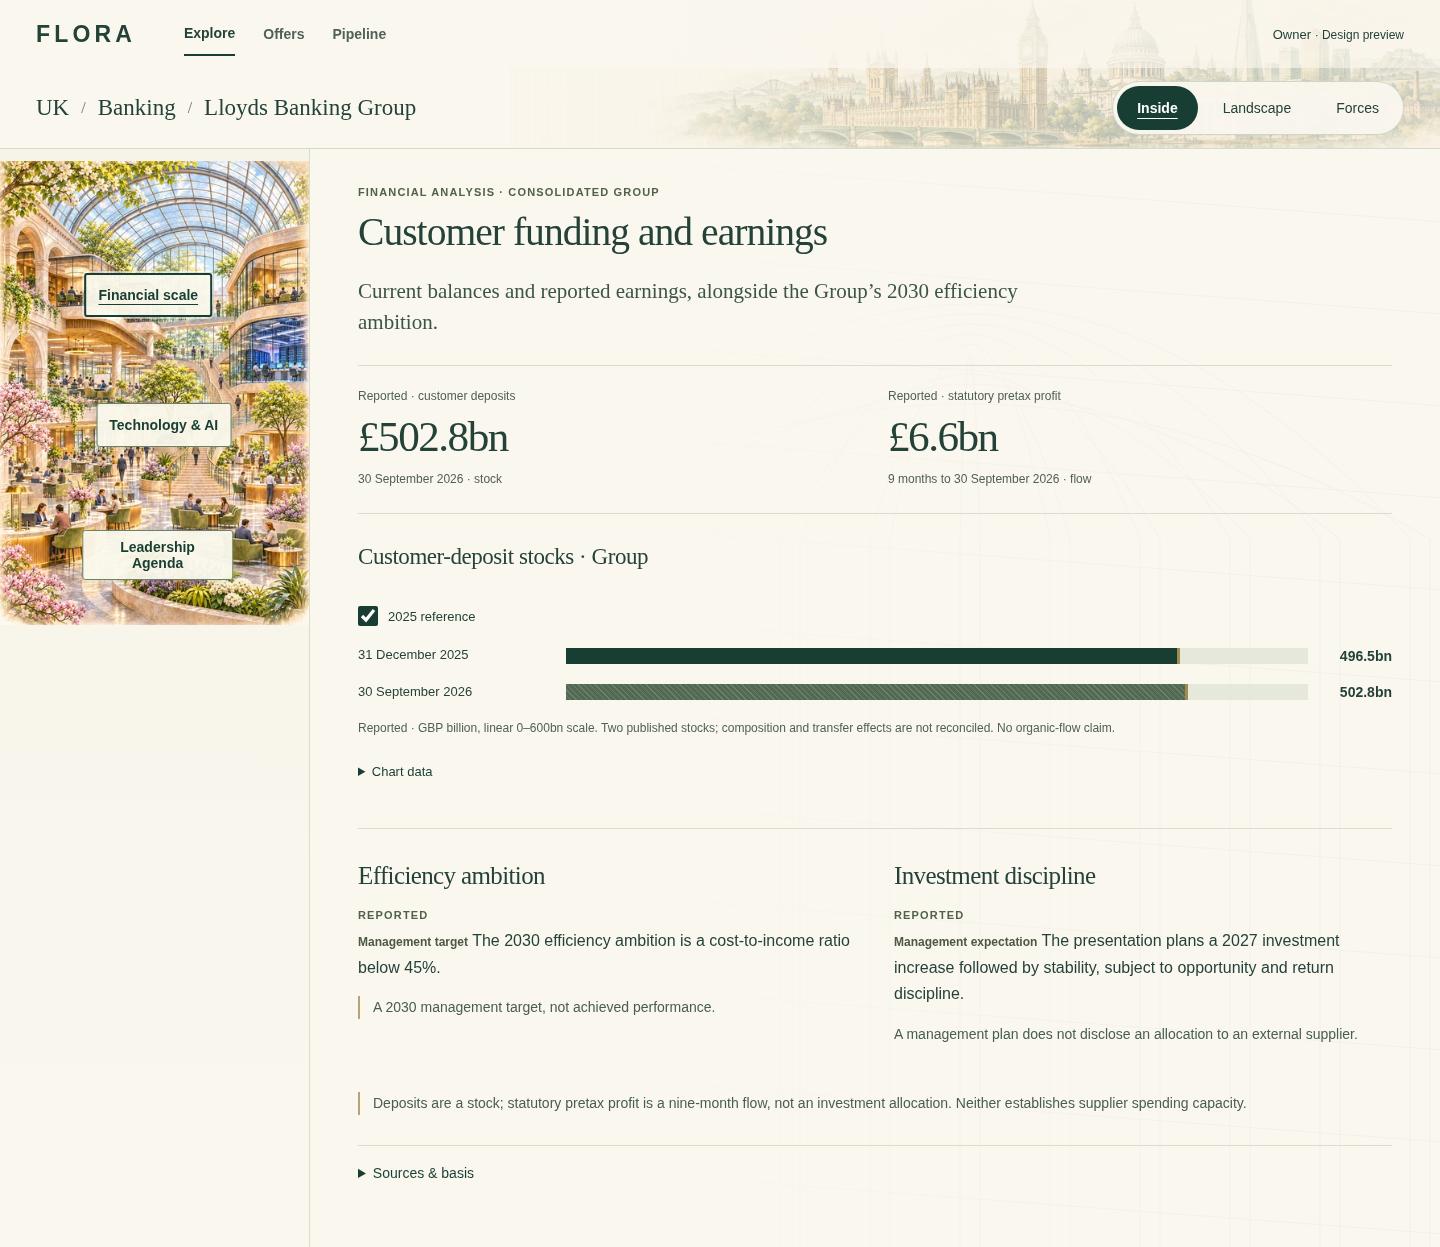 FLORA
Explore
Offers
Pipeline
Owner · Design preview
UK / Banking / Lloyds Banking Group
Inside
Landscape
Forces
Financial scale
Technology & AI
Leadership
Agenda
FINANCIAL ANALYSIS · CONSOLIDATED GROUP
Customer funding and earnings
Current balances and reported earnings, alongside the Group’s 2030 efficiency
ambition.
Reported · customer deposits
£502.8bn
30 September 2026 · stock
Reported · statutory pretax profit
£6.6bn
9 months to 30 September 2026 · flow
Customer-deposit stocks · Group
2025 reference
31 December 2025
496.5bn
30 September 2026
502.8bn
Reported · GBP billion, linear 0–600bn scale. Two published stocks; composition and transfer effects are not reconciled. No organic-flow claim.
Chart data
Efficiency ambition
REPORTED
Management target The 2030 efficiency ambition is a cost-to-income ratio
below 45%.
A 2030 management target, not achieved performance.
Investment discipline
REPORTED
Management expectation The presentation plans a 2027 investment
increase followed by stability, subject to opportunity and return
discipline.
A management plan does not disclose an allocation to an external supplier.
Deposits are a stock; statutory pretax profit is a nine-month flow, not an investment allocation. Neither establishes supplier spending capacity.
Sources & basis